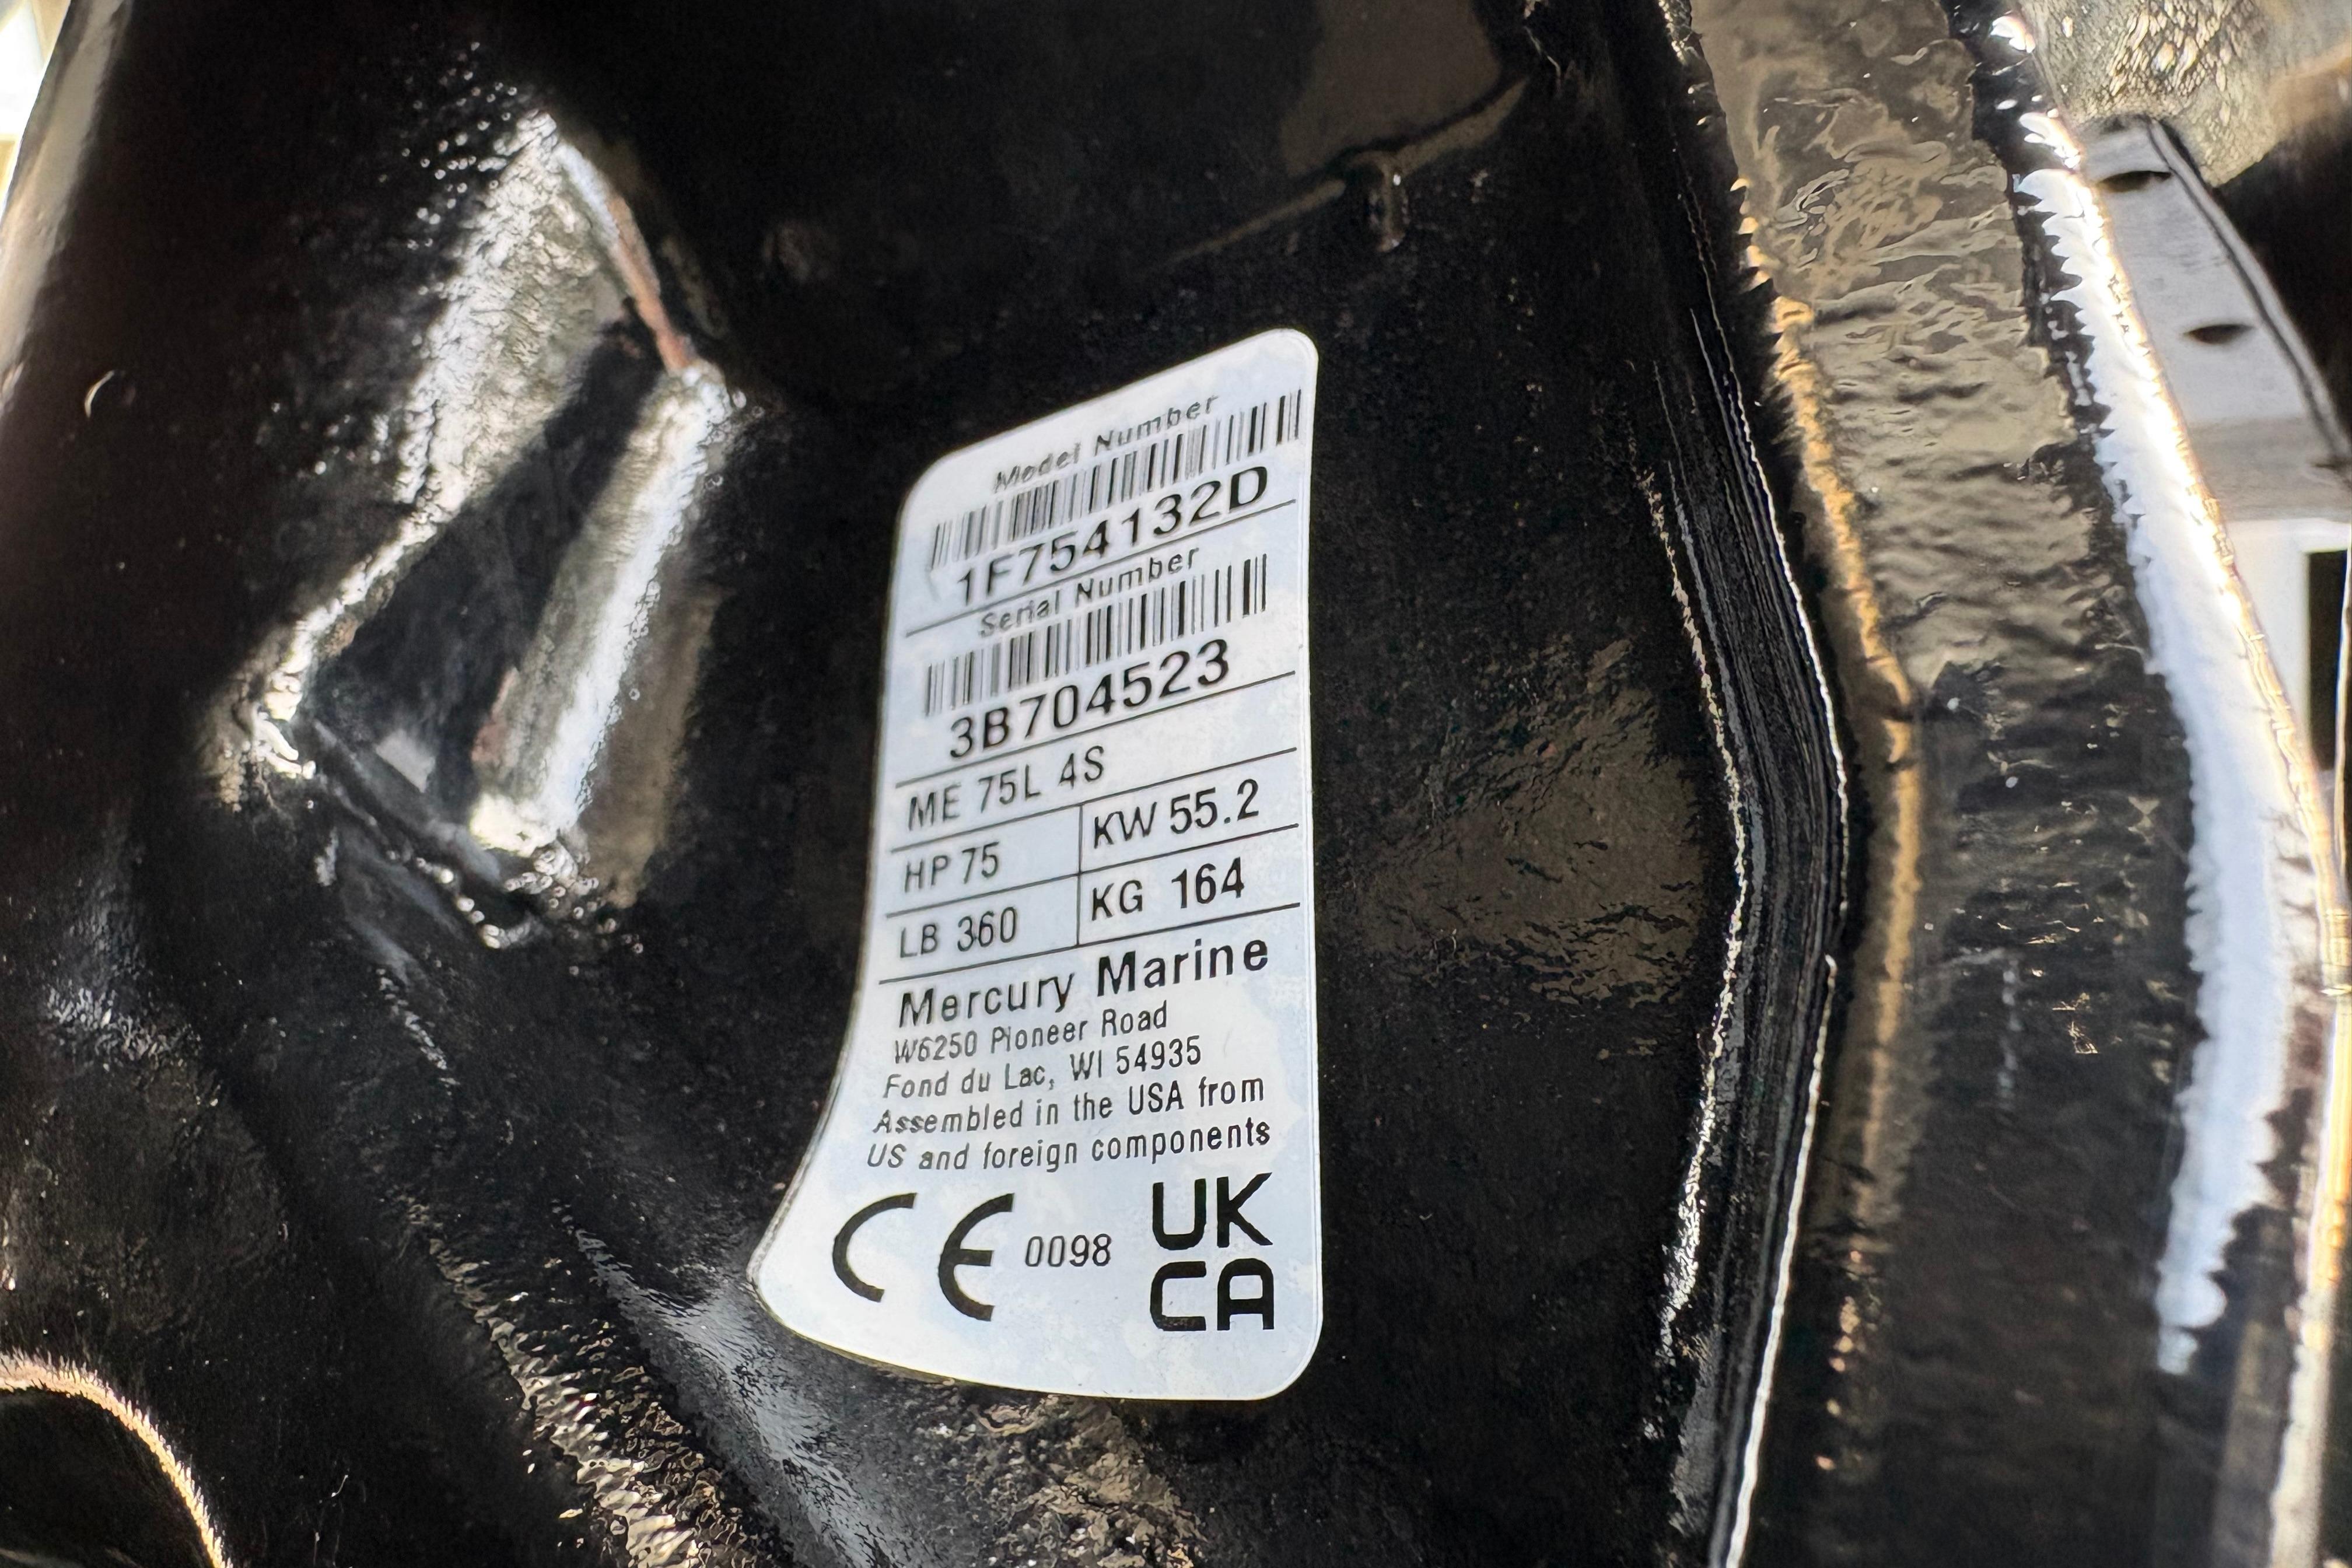 Model Number
1F754132D
Serial Number
3B704523
ME 75L 4S
HP 75 KW 55.2
LB 360 KG 164
Mercury Marine
W6250 Pioneer Road
Fond du Lac, WI 54935
Assembled in the USA from
US and foreign components
CE 0098 UK
CA